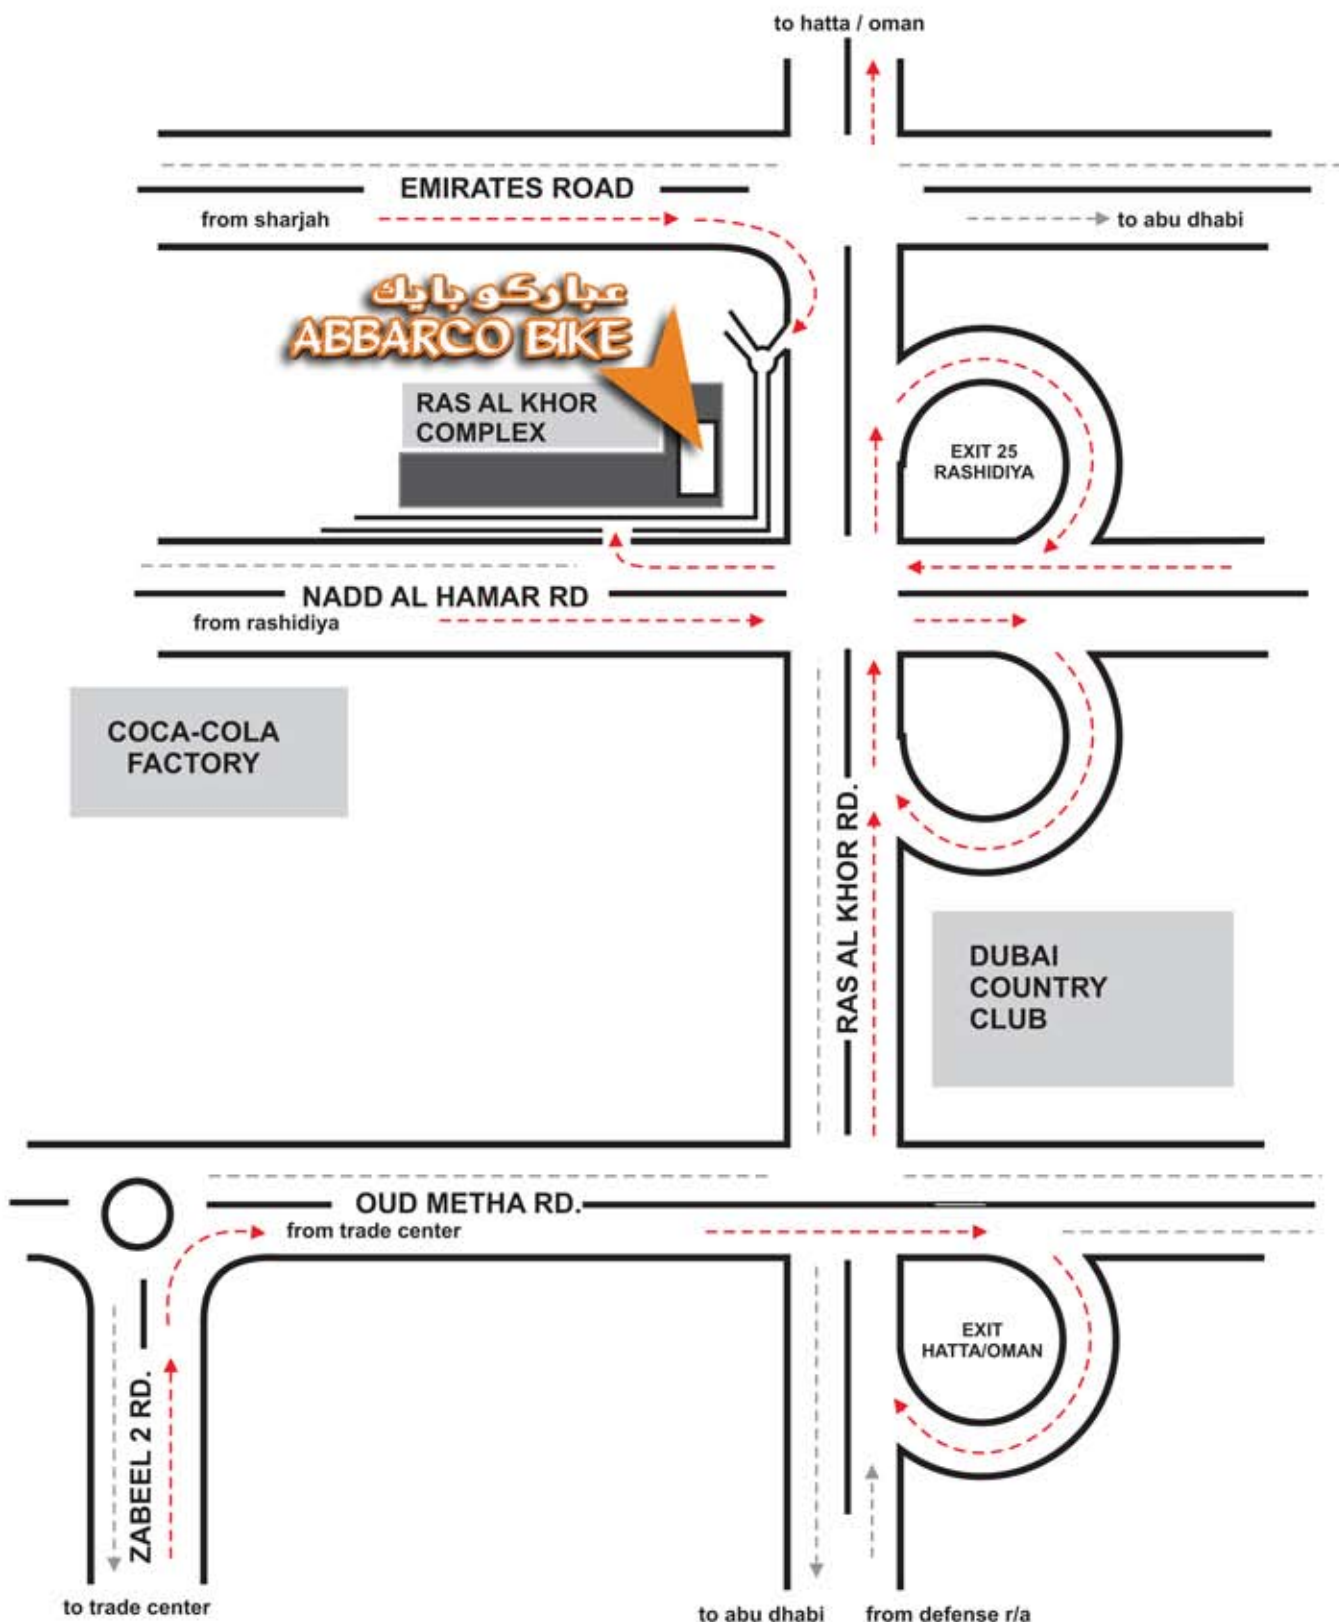 to hatta / oman
EMIRATES ROAD
from sharjah
to abu dhabi
عباركو بايك
ABBARCO BIKE
RAS AL KHOR
COMPLEX
EXIT 25
RASHIDIYA
NADD AL HAMAR RD
from rashidiya
COCA-COLA
FACTORY
RAS AL KHOR RD.
DUBAI
COUNTRY
CLUB
OUD METHA RD.
from trade center
EXIT
HATTA/OMAN
ZABEEL 2 RD.
to trade center
to abu dhabi
from defense r/a